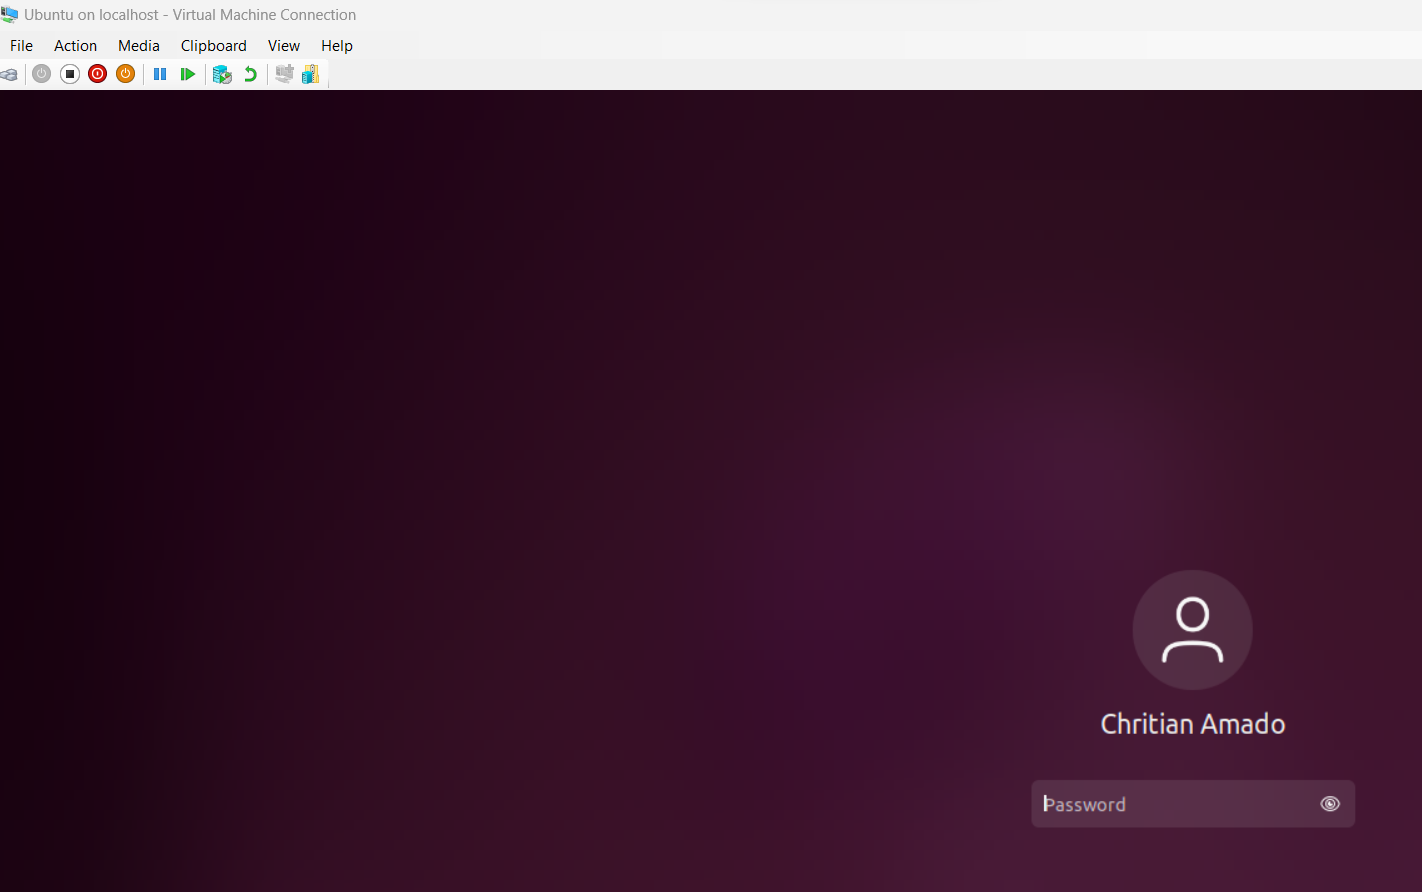 Ubuntu on localhost - Virtual Machine Connection
File Action Media Clipboard View Help
Chritian Amado
Password